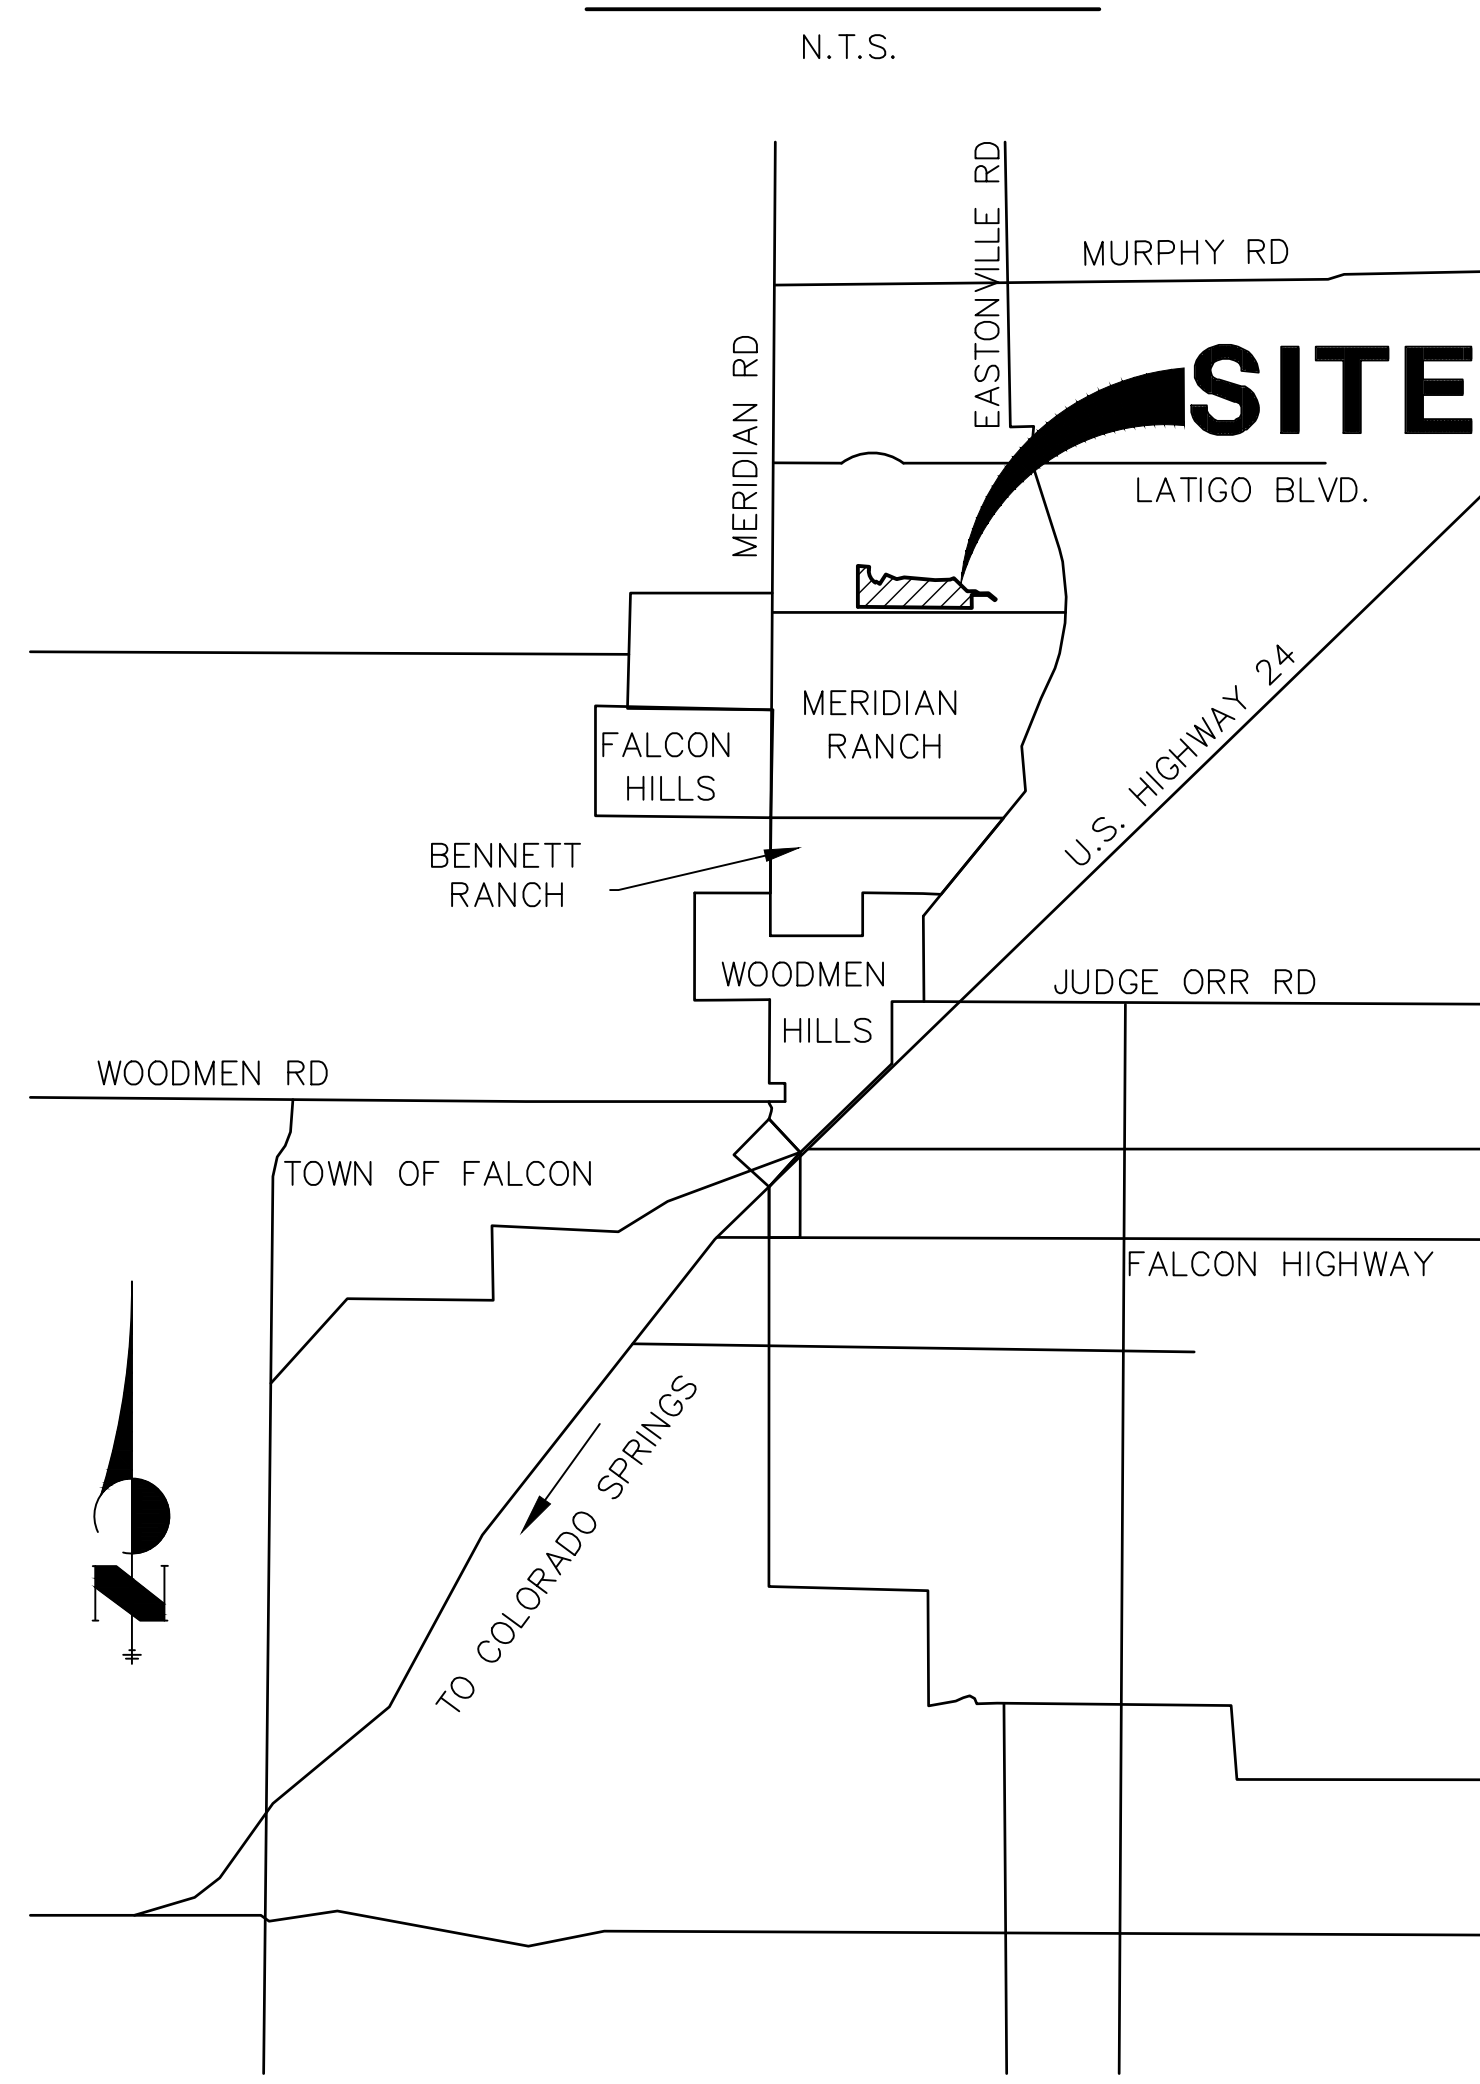 N.T.S.
EASTONVILLE RD
MURPHY RD
MERIDIAN RD
SITE
LATIGO BLVD.
MERIDIAN
RANCH
U.S. HIGHWAY 24
FALCON
HILLS
BENNETT
RANCH
WOODMEN
HILLS
JUDGE ORR RD
WOODMEN RD
TOWN OF FALCON
FALCON HIGHWAY
TO COLORADO SPRINGS
N